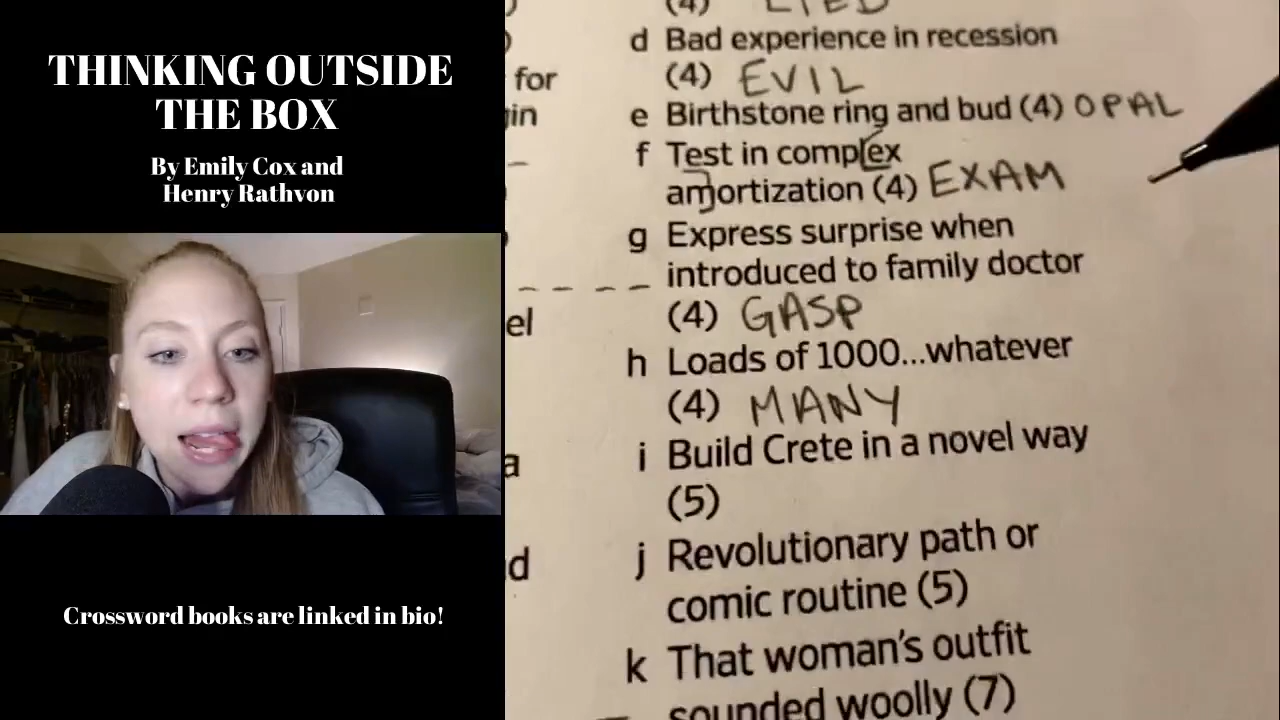 THINKING OUTSIDE
THE BOX
By Emily Cox and
Henry Rathvon
Crossword books are linked in bio!
for
el
a
(4) LIED
d Bad experience in recession
(4) EVIL
e Birthstone ring and bud (4) OPAL
f Test in complex
amortization (4) EXAM
g Express surprise when
introduced to family doctor
(4) GASP
h Loads of 1000...whatever
(4) MANY
i Build Crete in a novel way
(5)
j Revolutionary path or
comic routine (5)
k That woman's outfit
sounded woolly (7)